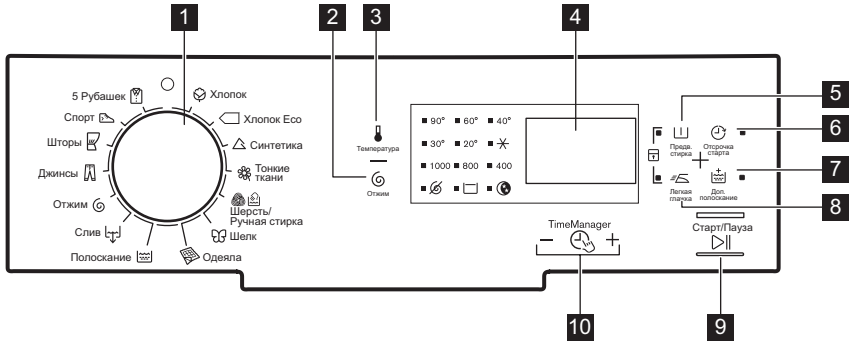 1
2
3
4
5
6
7
8
9
10
5 Рубашек
Спорт
Шторы
Джинсы
Отжим
Слив
Полоскание
Хлопок
Хлопок Eco
Синтетика
Тонкие
ткани
Шерсть/
Ручная стирка
Шелк
Одеяла
Температура
Отжим
90° 60° 40°
30° 20°
1000 800 400
TimeManager
Предв.
стирка
Отсрочка
старта
Легкая
глачка
Доп.
полоскание
Старт/Пауза